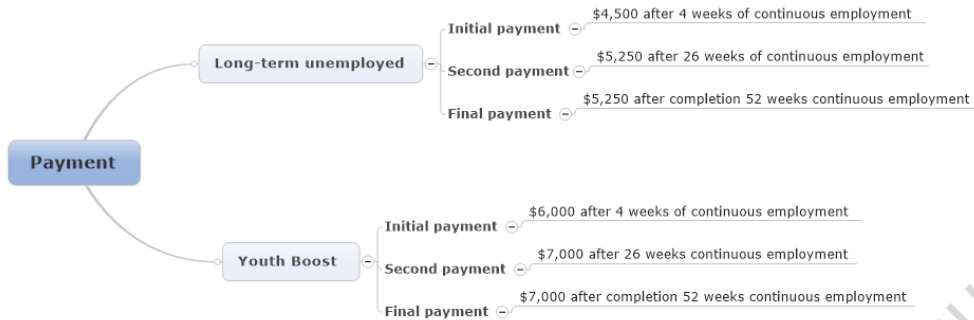 Payment
Long-term unemployed
Initial payment
$4,500 after 4 weeks of continuous employment
Second payment
$5,250 after 26 weeks of continuous employment
Final payment
$5,250 after completion 52 weeks continuous employment
Youth Boost
Initial payment
$6,000 after 4 weeks of continuous employment
Second payment
$7,000 after 26 weeks continuous employment
Final payment
$7,000 after completion 52 weeks continuous employment